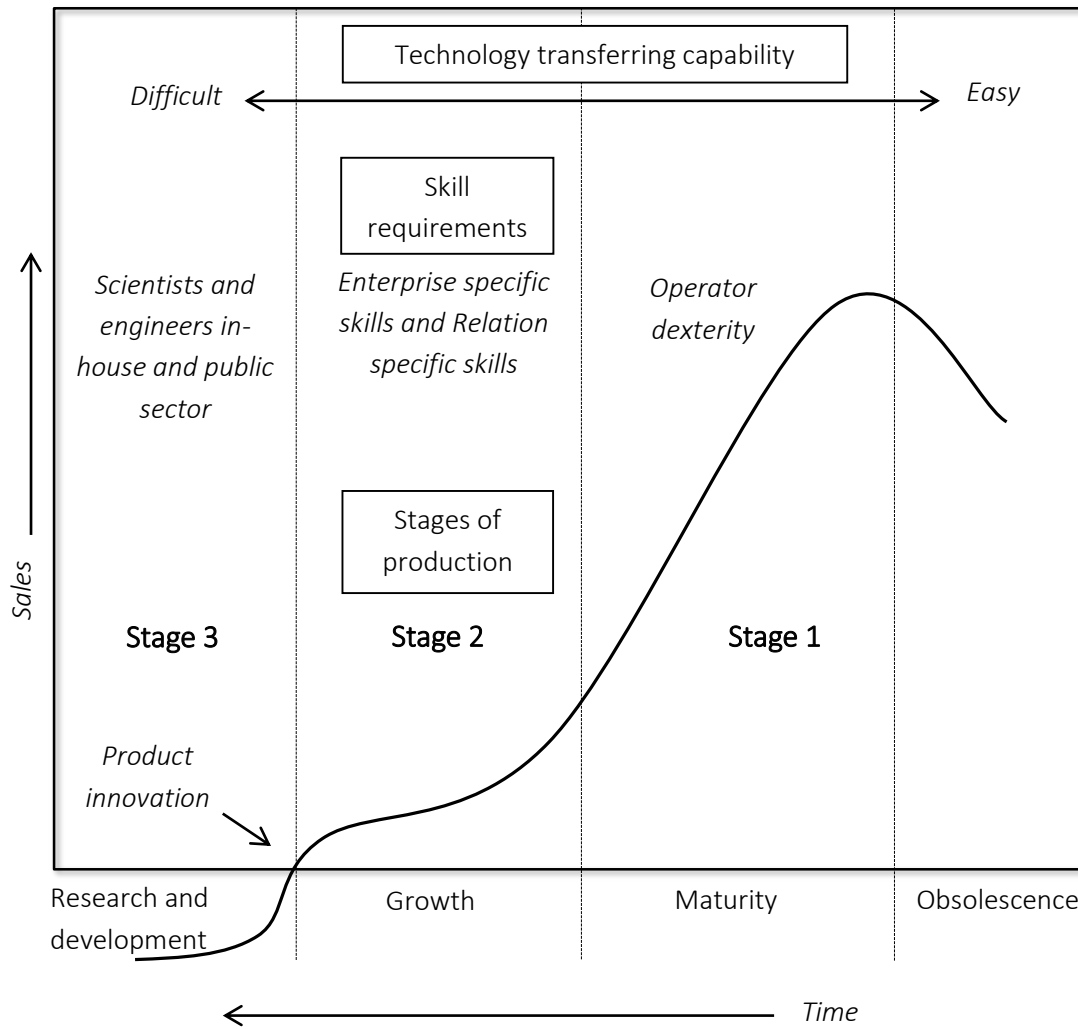 Technology transferring capability
Difficult
Easy
Skill
requirements
Scientists and
engineers in-
house and public
sector
Enterprise specific
skills and Relation
specific skills
Operator
dexterity
Stages of
production
Sales
Stage 3
Stage 2
Stage 1
Product
innovation
Research and
development
Growth
Maturity
Obsolescence
Time